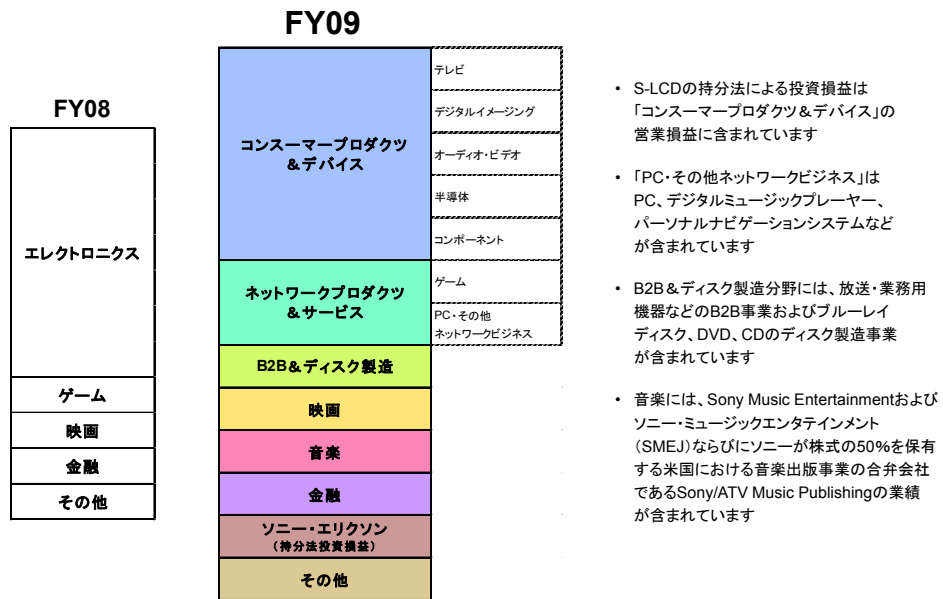 FY08
エレクトロニクス
ゲーム
映画
金融
その他
FY09
コンスーマープロダクツ
＆デバイス
テレビ
デジタルイメージング
オーディオ・ビデオ
半導体
コンポーネント
ネットワークプロダクツ
＆サービス
ゲーム
PC・その他
ネットワークビジネス
B2B＆ディスク製造
映画
音楽
金融
ソニー・エリクソン
（持分法投資損益）
その他
• S-LCDの持分法による投資損益は
「コンスーマープロダクツ＆デバイス」の
営業損益に含まれています
• 「PC・その他ネットワークビジネス」は
PC、デジタルミュージックプレーヤー、
パーソナルナビゲーションシステムなど
が含まれています
• B2B＆ディスク製造分野には、放送・業務用
機器などのB2B事業およびブルーレイ
ディスク、DVD、CDのディスク製造事業
が含まれています
• 音楽には、Sony Music Entertainmentおよび
ソニー・ミュージックエンタテインメント
（SMEJ）ならびにソニーが株式の50%を保有
する米国における音楽出版事業の合弁会社
であるSony/ATV Music Publishingの業績
が含まれています